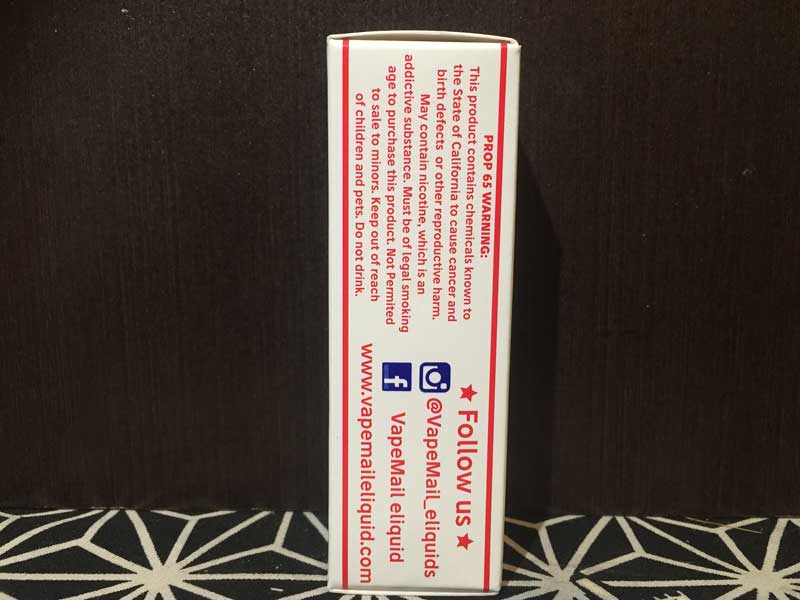 PROP 65 WARNING:
This product contains chemicals known to
the State of California to cause cancer and
birth defects or other reproductive harm.
May contain nicotine, which is an
addictive substance. Must be of legal smoking
age to purchase this product. Not Permited
to sale to minors. Keep out of reach
of children and pets. Do not drink.
★ Follow us ★
@VapeMail_eliquids
f VapeMail eliquid
www.vapemaileliquid.com